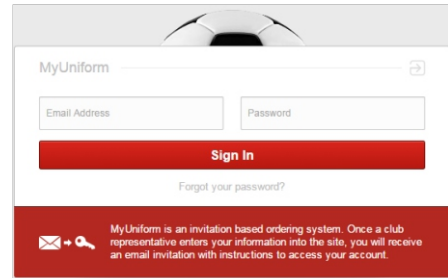 MyUniform
Email Address
Password
Sign In
Forgot your password?
MyUniform is an invitation based ordering system. Once a club
representative enters your information into the site, you will receive
an email invitation with instructions to access your account.